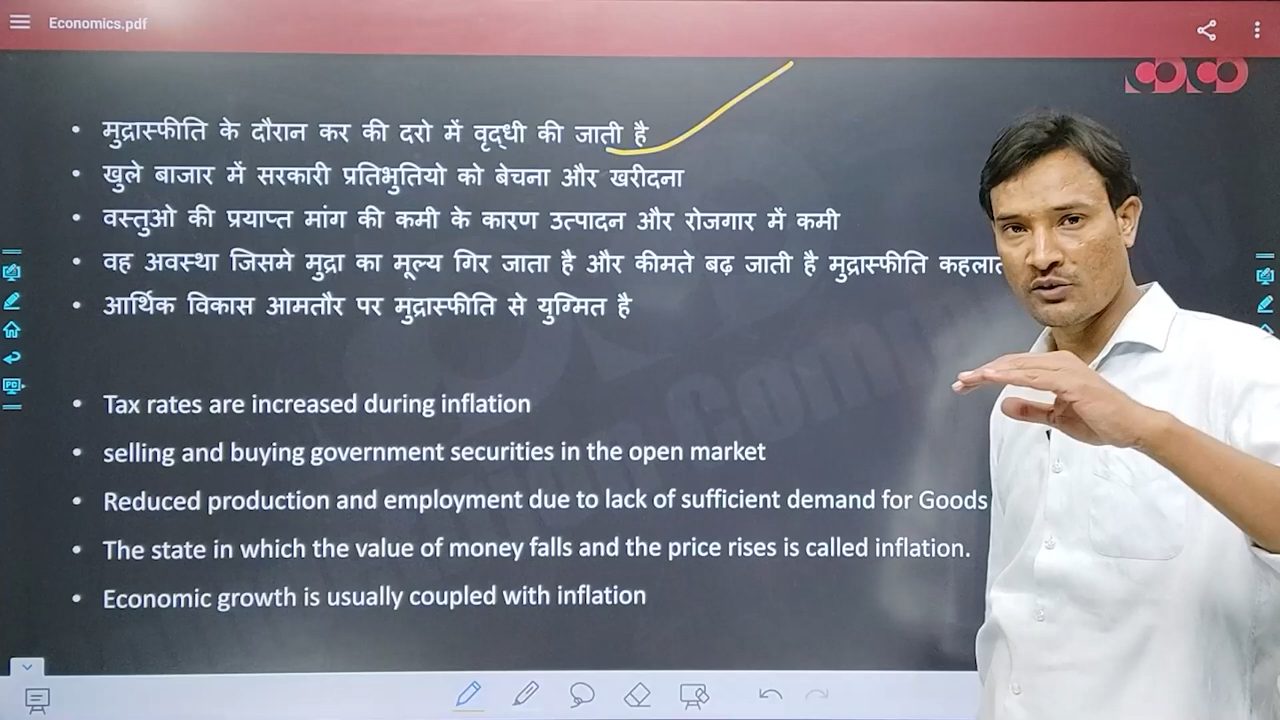 Economics.pdf
मुद्रास्फीति के दौरान कर की दरो में वृद्धी की जाती है
खुले बाजार में सरकारी प्रतिभुतियो को बेचना और खरीदना
वस्तुओ की प्रयाप्त मांग की कमी के कारण उत्पादन और रोजगार में कमी
वह अवस्था जिसमे मुद्रा का मूल्य गिर जाता है और कीमते बढ़ जाती है मुद्रास्फीति
आर्थिक विकास आमतौर पर मुद्रास्फीति से युग्मित है
Tax rates are increased during inflation
selling and buying government securities in the open market
Reduced production and employment due to lack of sufficient demand for Goods
The state in which the value of money falls and the price rises is called inflation.
Economic growth is usually coupled with inflation
PC